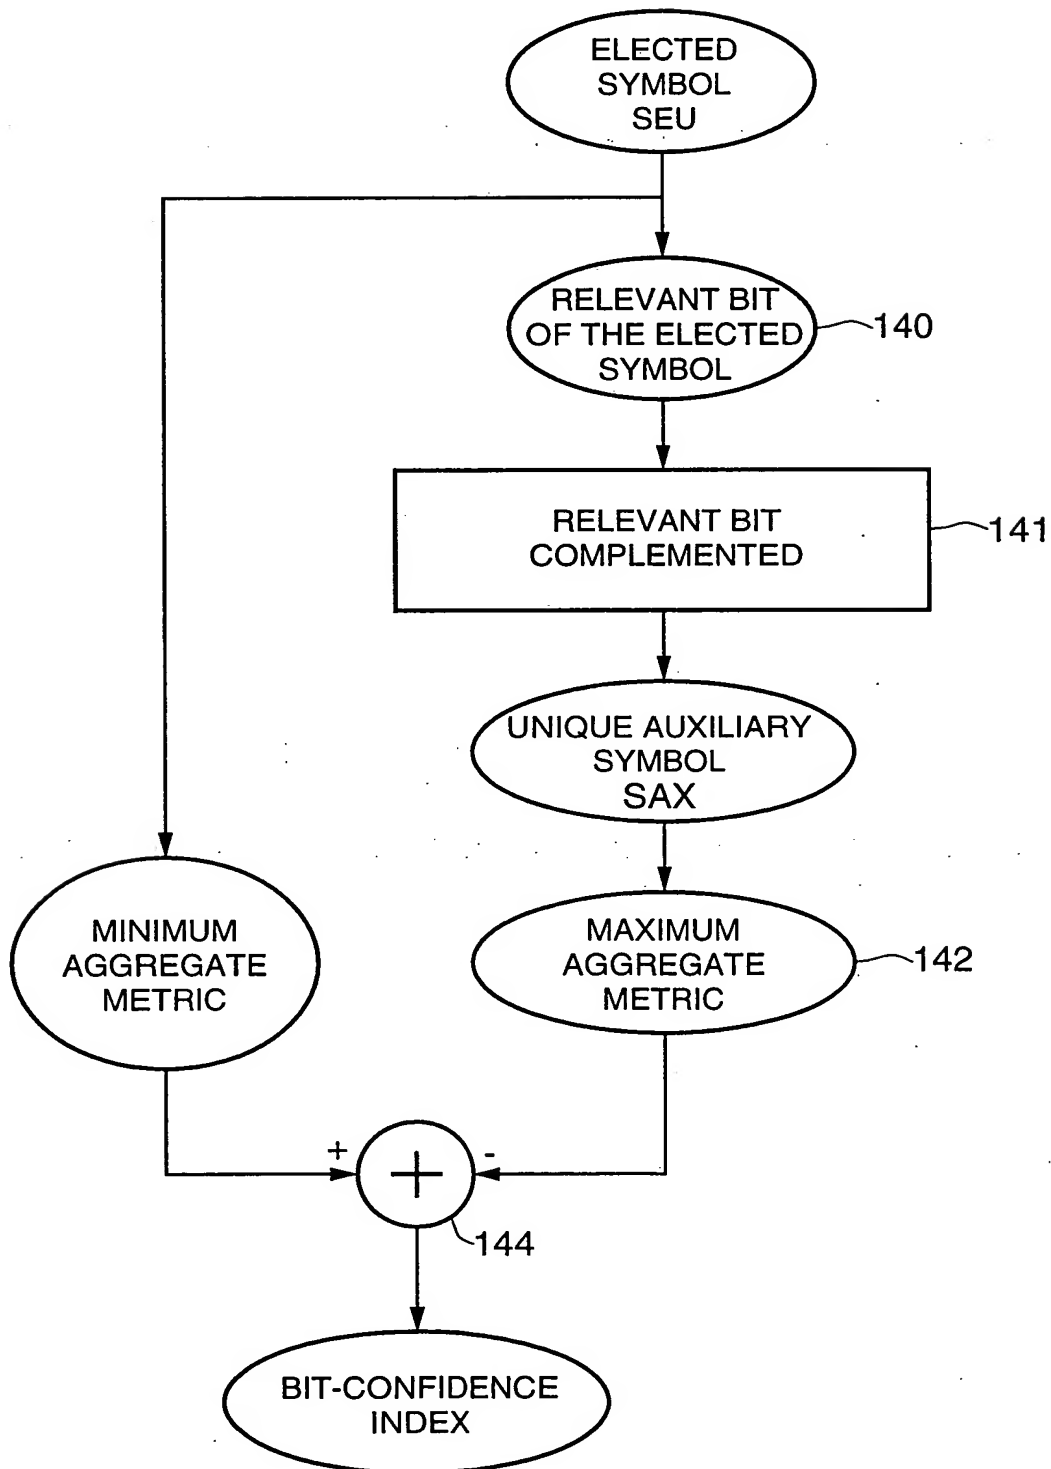 ELECTED
SYMBOL
SEU
RELEVANT BIT
OF THE ELECTED
SYMBOL
140
RELEVANT BIT
COMPLEMENTED
141
UNIQUE AUXILIARY
SYMBOL
SAX
MINIMUM
AGGREGATE
METRIC
MAXIMUM
AGGREGATE
METRIC
142
+
-
+
144
BIT-CONFIDENCE
INDEX